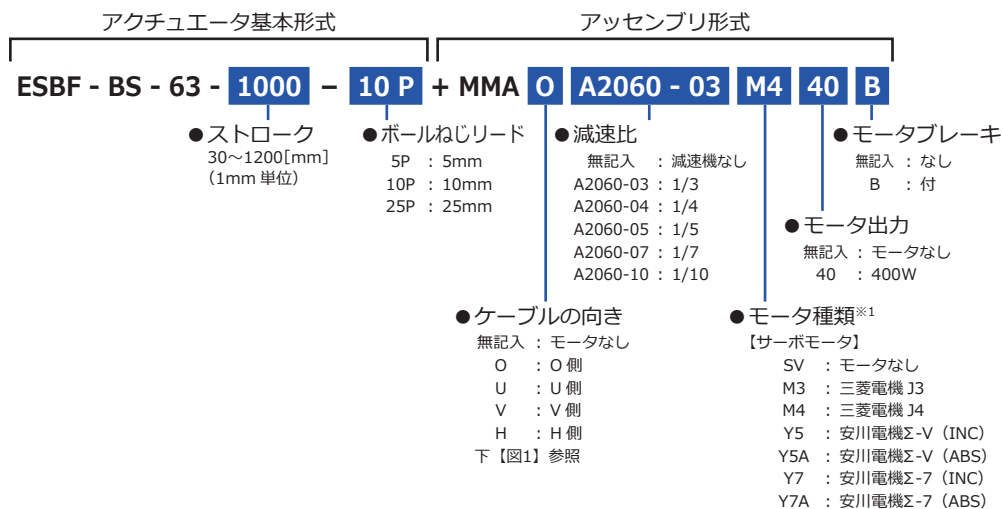 アクチュエータ基本形式
アッセンブリ形式
ESBF - BS - 63 - 1000 － 10 P + MMA O A2060 - 03 M4 40 B
●ストローク
30～1200[mm]
（1mm 単位）
●ボールねじリード
5P ：5mm
10P ：10mm
25P ：25mm
●減速比
無記入 ：減速機なし
A2060-03：1/3
A2060-04：1/4
A2060-05：1/5
A2060-07：1/7
A2060-10：1/10
●モータブレーキ
無記入：なし
B ：付
●モータ出力
無記入：モータなし
40 ：400W
●ケーブルの向き
無記入：モータなし
O ：O 側
U ：U 側
V ：V 側
H ：H 側
下【図1】参照
●モータ種類※1
【サーボモータ】
SV ：モータなし
M3 ：三菱電機 J3
M4 ：三菱電機 J4
Y5 ：安川電機Σ-V（INC）
Y5A ：安川電機Σ-V（ABS）
Y7 ：安川電機Σ-7（INC）
Y7A ：安川電機Σ-7（ABS）